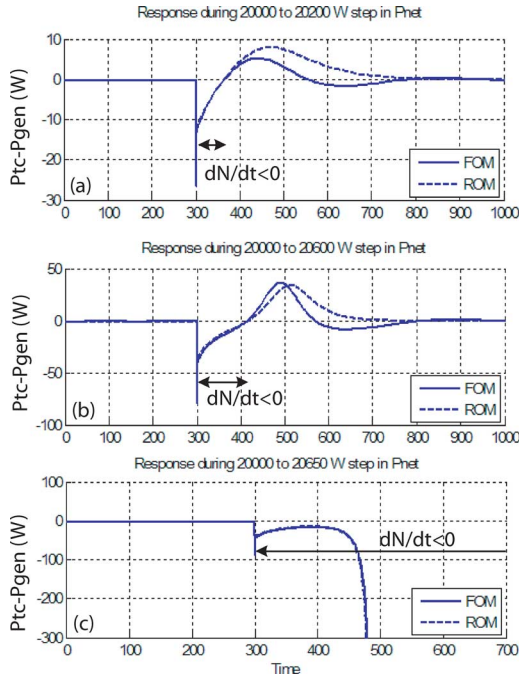 Response during 20000 to 20200 W step in Pnet
10
0
-10
-20
-30
Ptc-Pgen (W)
dN/dt<0
(a)
FOM
ROM
0 100 200 300 400 500 600 700 800 900 1000
Response during 20000 to 20600 W step in Pnet
50
0
-50
-100
Ptc-Pgen (W)
dN/dt<0
(b)
FOM
ROM
0 100 200 300 400 500 600 700 800 900 1000
Response during 20000 to 20650 W step in Pnet
100
0
-100
-200
-300
Ptc-Pgen (W)
dN/dt<0
(c)
FOM
ROM
0 100 200 300 400 500 600 700
Time